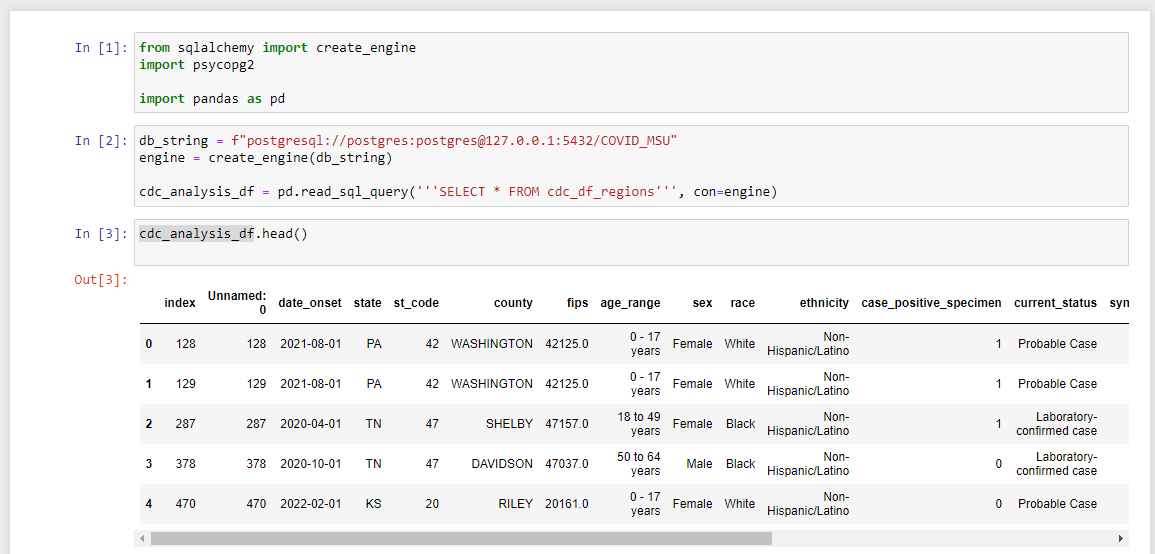 In [1]: from sqlalchemy import create_engine
import psycopg2
import pandas as pd
In [2]: db_string = f"postgresql://postgres:postgres@127.0.0.1:5432/COVID_MSU"
engine = create_engine(db_string)
cdc_analysis_df = pd.read_sql_query('''SELECT * FROM cdc_df_regions''', con=engine)
In [3]: cdc_analysis_df.head()
Out[3]:
index Unnamed: 0 date_onset state st_code county fips age_range sex race ethnicity case_positive_specimen current_status syn
0 128 128 2021-08-01 PA 42 WASHINGTON 42125.0 0 - 17 years Female White Non-Hispanic/Latino 1 Probable Case
1 129 129 2021-08-01 PA 42 WASHINGTON 42125.0 0 - 17 years Female White Non-Hispanic/Latino 1 Probable Case
2 287 287 2020-04-01 TN 47 SHELBY 47157.0 18 to 49 years Female Black Non-Hispanic/Latino 1 Laboratory-confirmed case
3 378 378 2020-10-01 TN 47 DAVIDSON 47037.0 50 to 64 years Male Black Non-Hispanic/Latino 0 Laboratory-confirmed case
4 470 470 2022-02-01 KS 20 RILEY 20161.0 0 - 17 years Female White Non-Hispanic/Latino 0 Probable Case